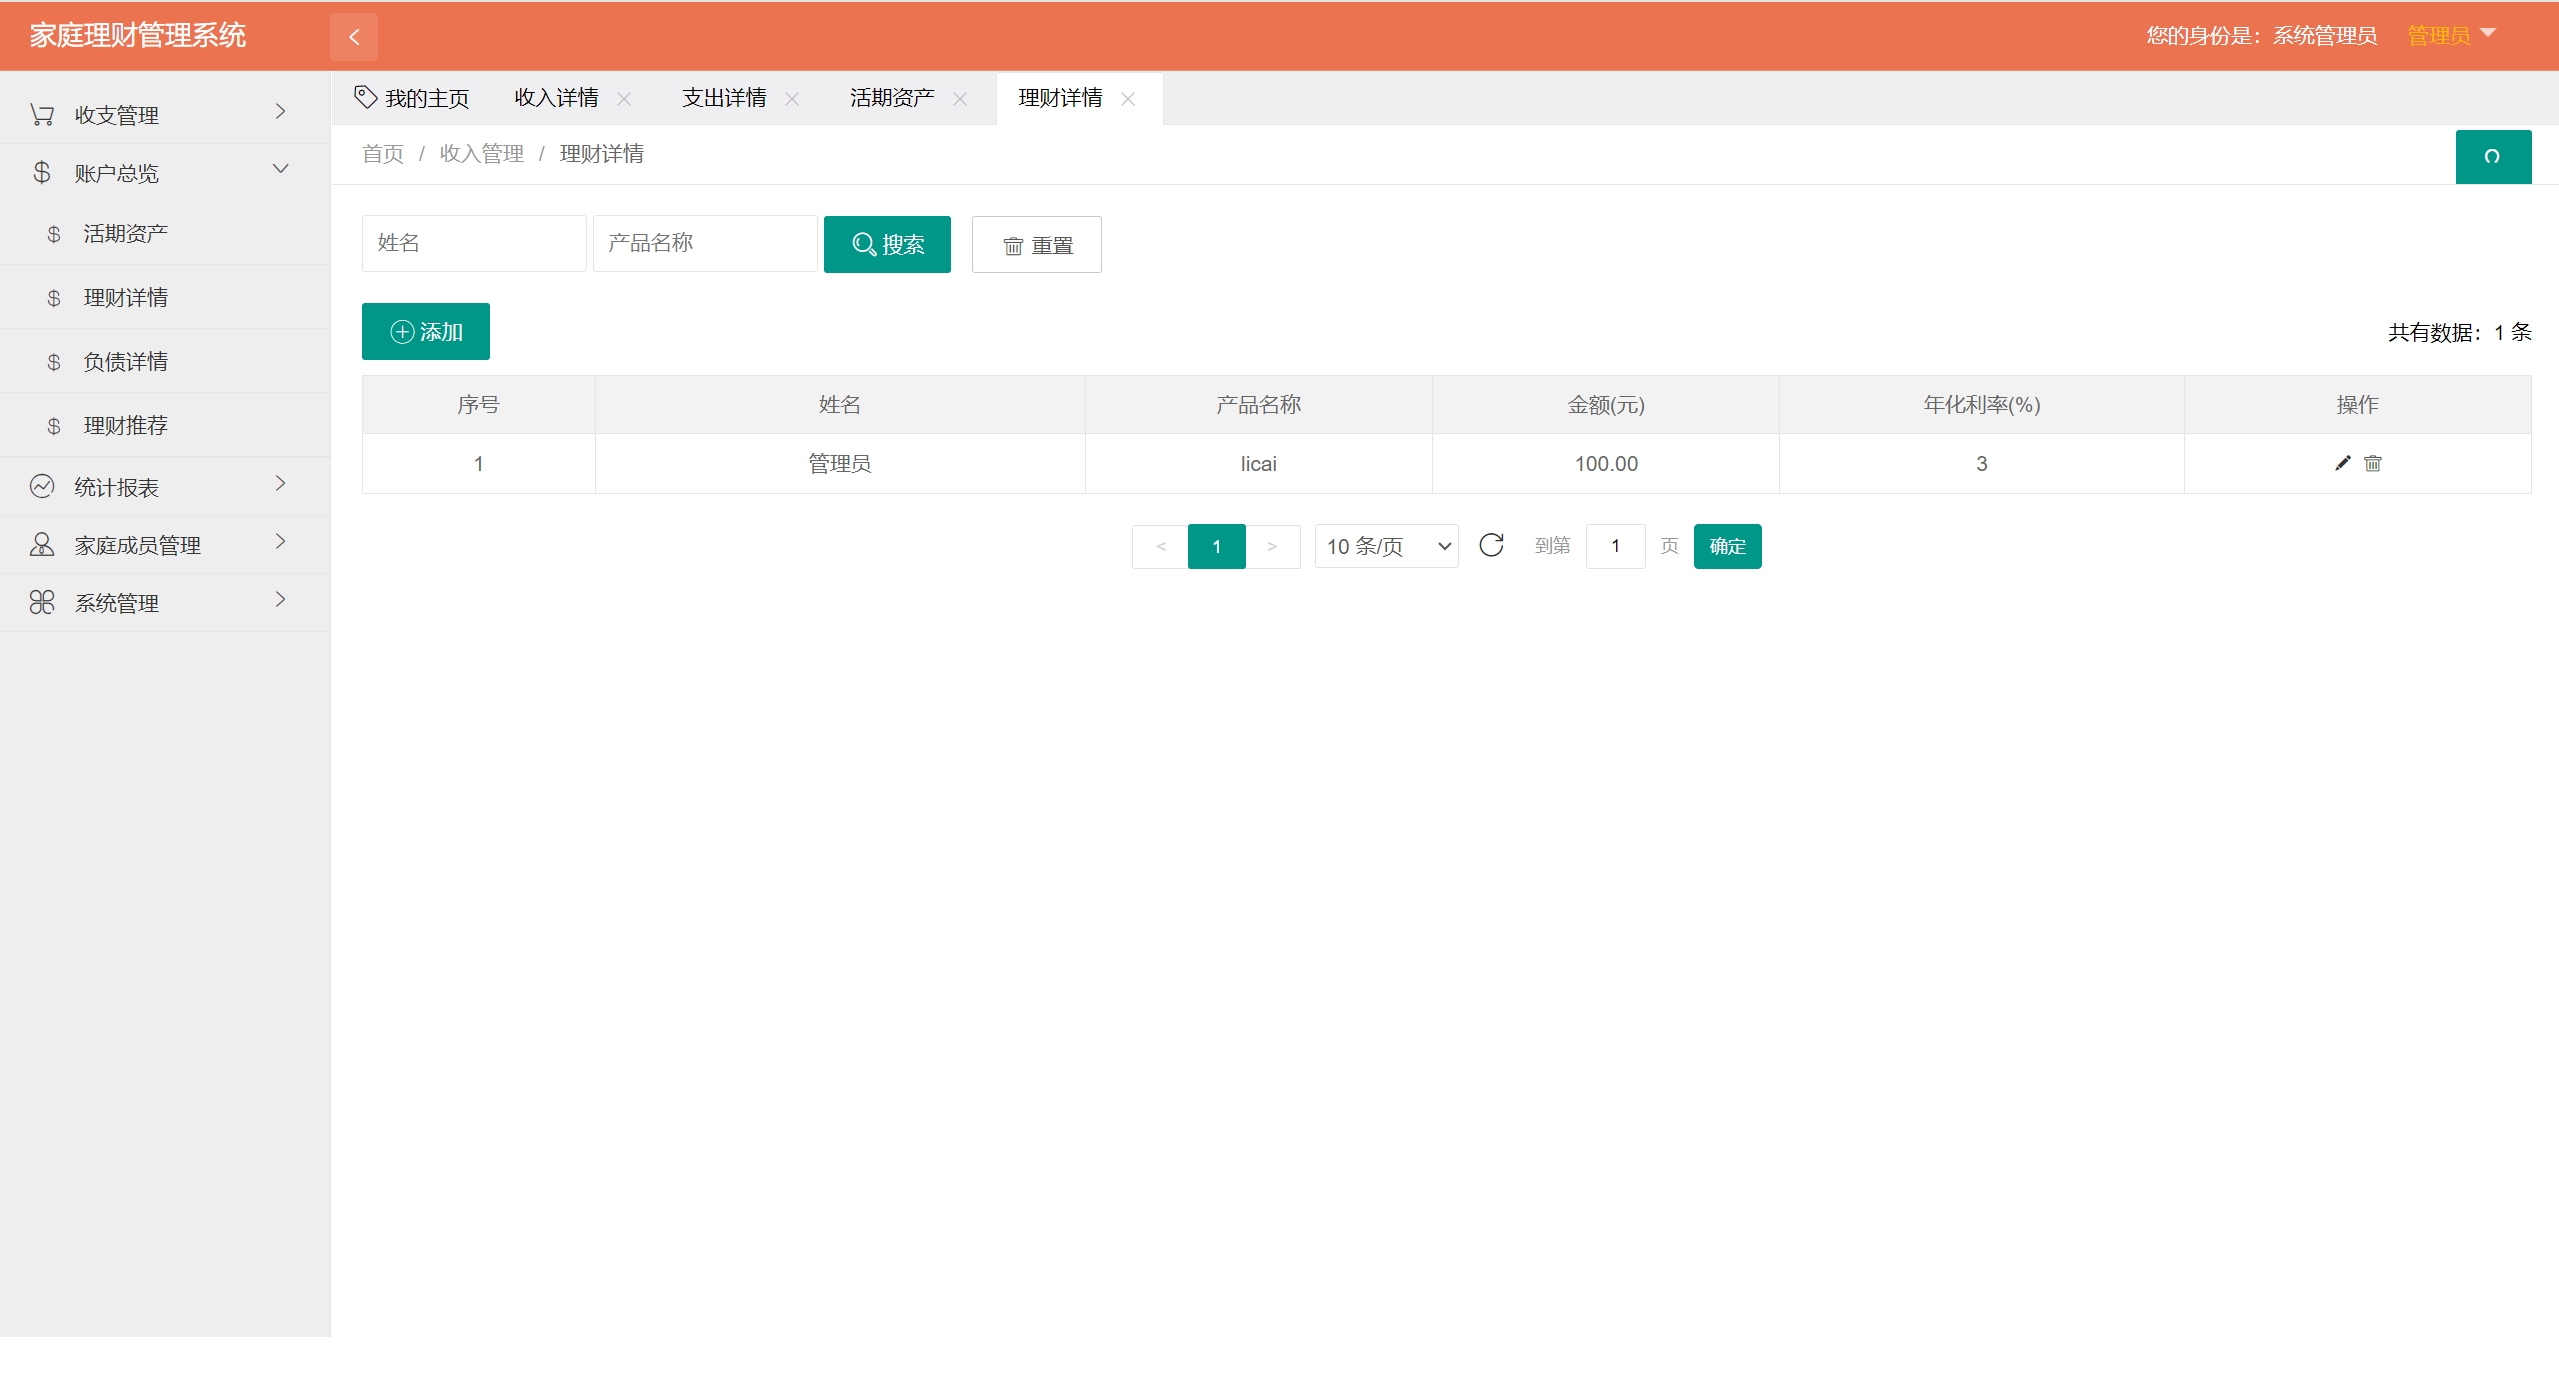 家庭理财管理系统
您的身份是：系统管理员 管理员
收支管理
账户总览
活期资产
理财详情
负债详情
理财推荐
统计报表
家庭成员管理
系统管理
我的主页 收入详情 支出详情 活期资产 理财详情
首页 / 收入管理 / 理财详情
姓名 产品名称 搜索 重置
添加 共有数据：1 条
序号 姓名 产品名称 金额(元) 年化利率(%) 操作
1 管理员 licai 100.00 3
< 1 > 10 条/页 到第 1 页 确定